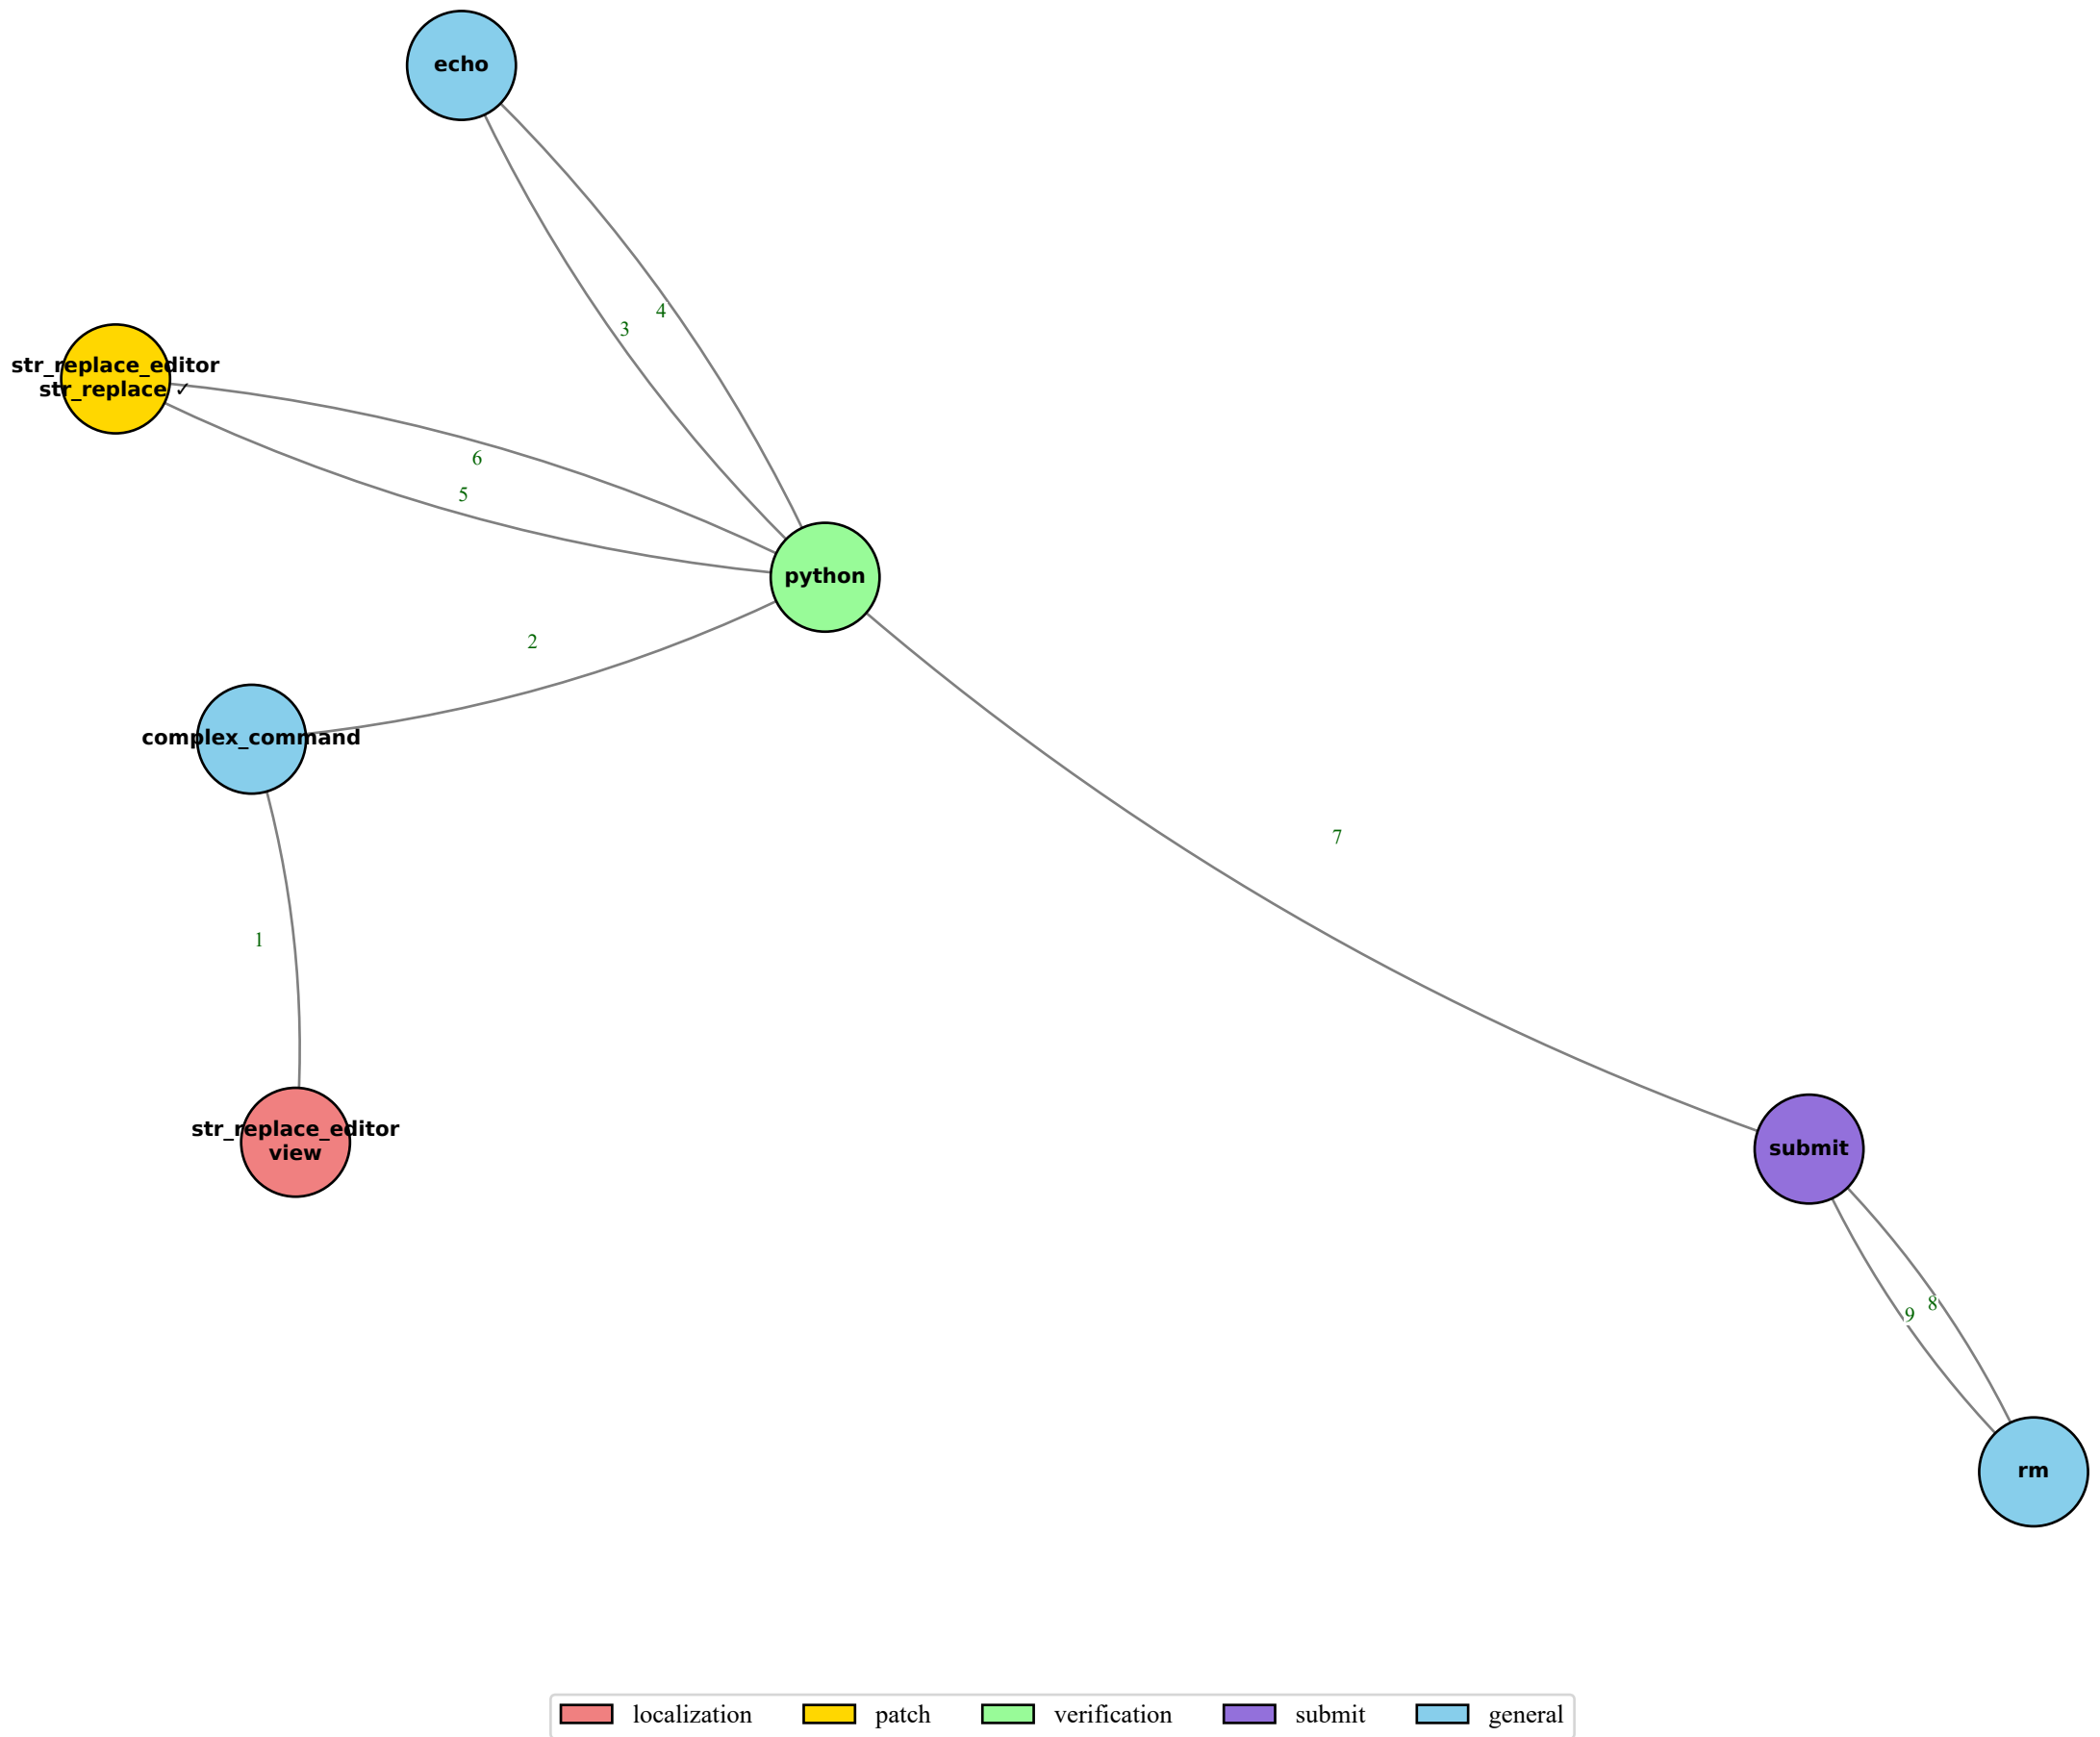 echo
4
3
str_replace_editor
str_replace ✓
6
5
python
2
complex_command
7
1
str_replace_editor
view
submit
8
9
rm
localization patch verification submit general